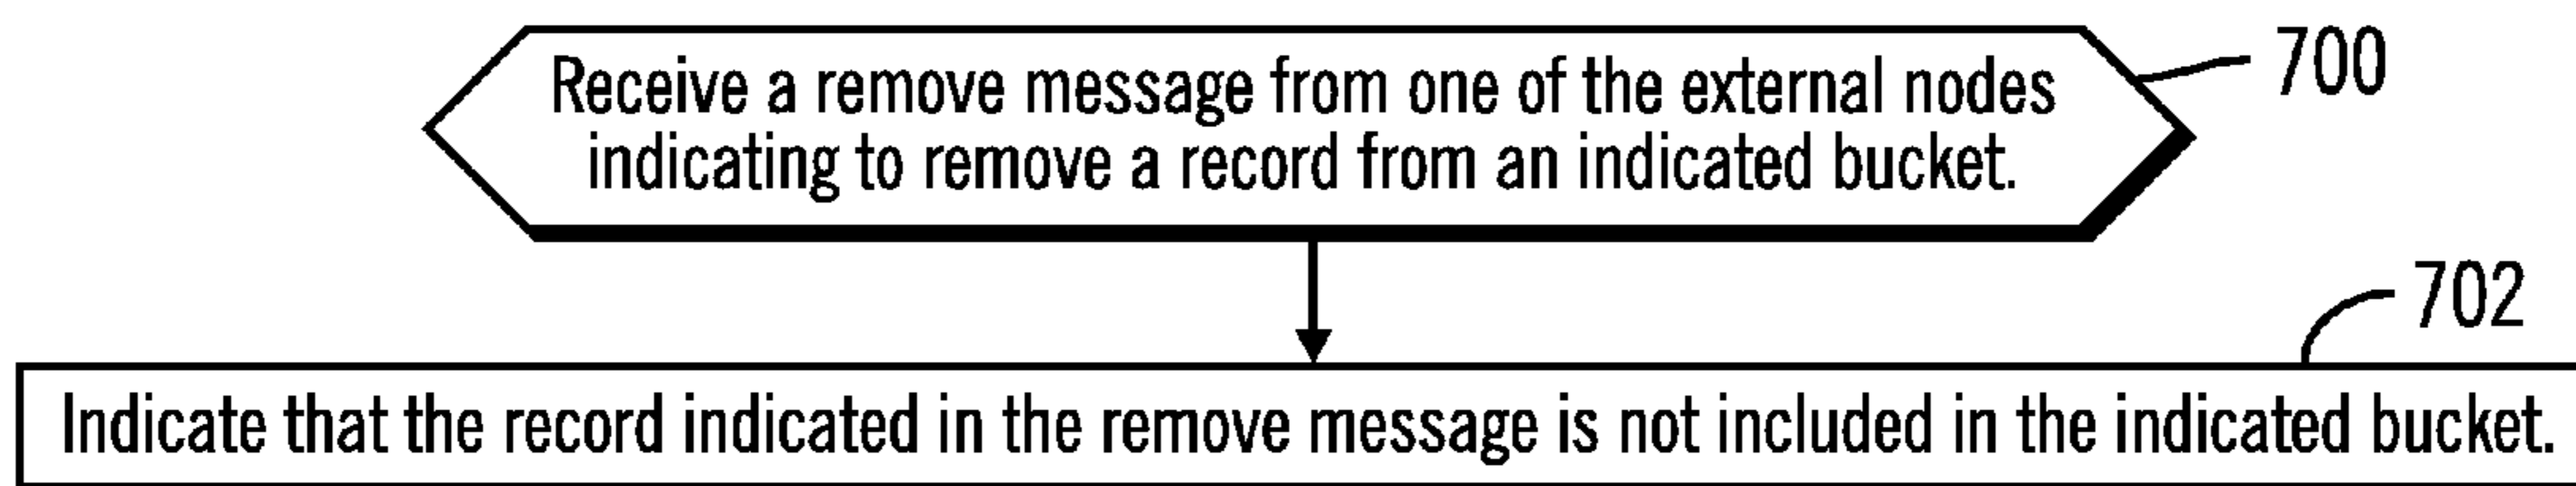 Receive a remove message from one of the external nodes
indicating to remove a record from an indicated bucket.
700
702
Indicate that the record indicated in the remove message is not included in the indicated bucket.